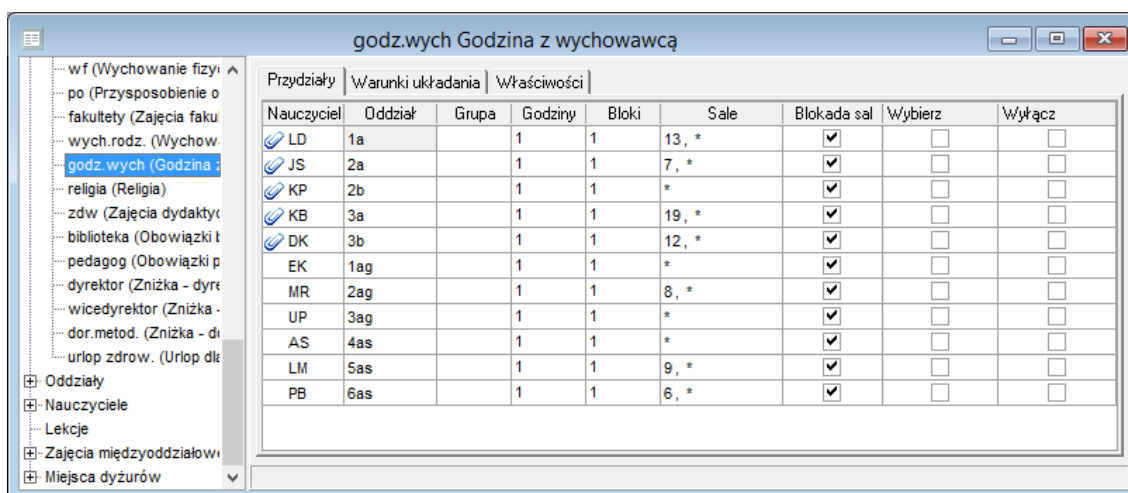 godz.wych Godzina z wychowawcą
wf (Wychowanie fizy
po (Przysposobienie o
fakultety (Zajęcia faku
wych.rodz. (Wychow
godz.wych (Godzina z
religia (Religia)
zdw (Zajęcia dydakty
biblioteka (Obowiązki b
pedagog (Obowiązki p
dyrektor (Zniżka - dyre
wicedyrektor (Zniżka -
dor.metod. (Zniżka - do
urlop zdrow. (Urlop dla
Oddziały
Nauczyciele
Lekcje
Zajęcia międzyoddziałow
Miejsca dyżurów
Przydziały Warunki układania Właściwości
Nauczyciel Oddział Grupa Godziny Bloki Sale Blokada sal Wybierz Wyłącz
LD 1a 1 1 13, *
JS 2a 1 1 7, *
KP 2b 1 1 *
KB 3a 1 1 19, *
DK 3b 1 1 12, *
EK 1ag 1 1 *
MR 2ag 1 1 8, *
UP 3ag 1 1 *
AS 4as 1 1 *
LM 5as 1 1 9, *
PB 6as 1 1 6, *